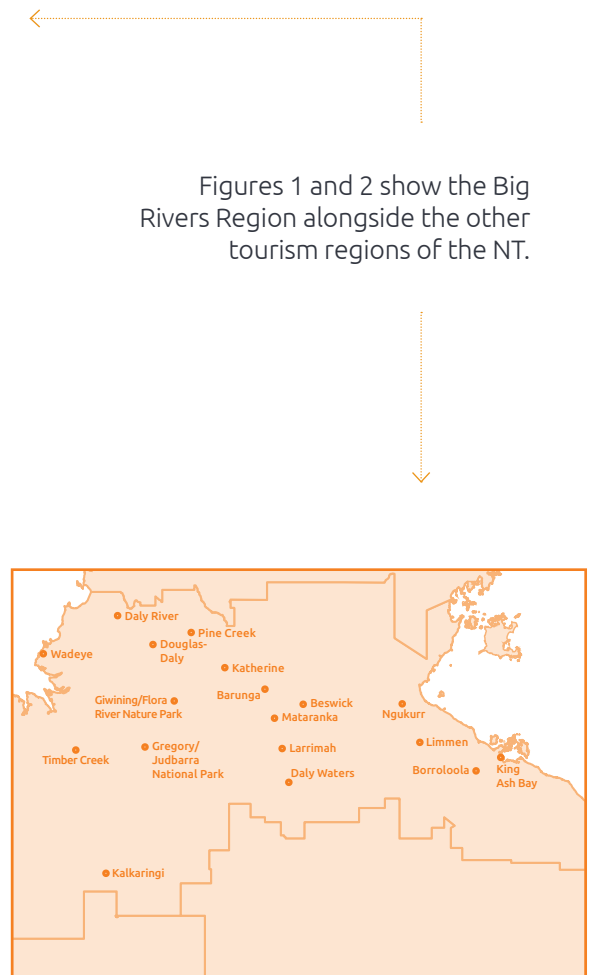 Figures 1 and 2 show the Big
Rivers Region alongside the other
tourism regions of the NT.
Daly River
Pine Creek
Douglas-
Daly
Wadeye
Katherine
Barunga
Giwining/Flora
River Nature Park
Beswick
Mataranka
Ngukurr
Limmen
Timber Creek
Gregory/
Judbarra
National Park
Larrimah
Daly Waters
Borroloola
King
Ash Bay
Kalkaringi